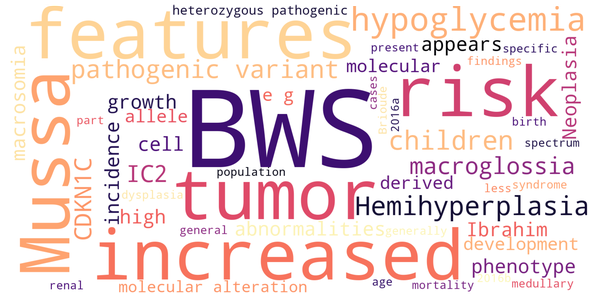 heterozygous pathogenic
features
hypoglycemia
present
appears
specific
findings
macrosomia
Mussa
pathogenic variant
molecular
risk
Neoplasia
growth
e g
cases
Brioude
2016a
birth
BWS
allele
children
spectrum
part
CDKN1C
incidence
cell
IC2
population
tumor
macroglossia
derived
less
syndrome
dysplasia
Hemihyperplasia
high
general
abnormalities
generally
Ibrahim
increased
development
phenotype
renal
molecular alteration
age
mortality
medullary